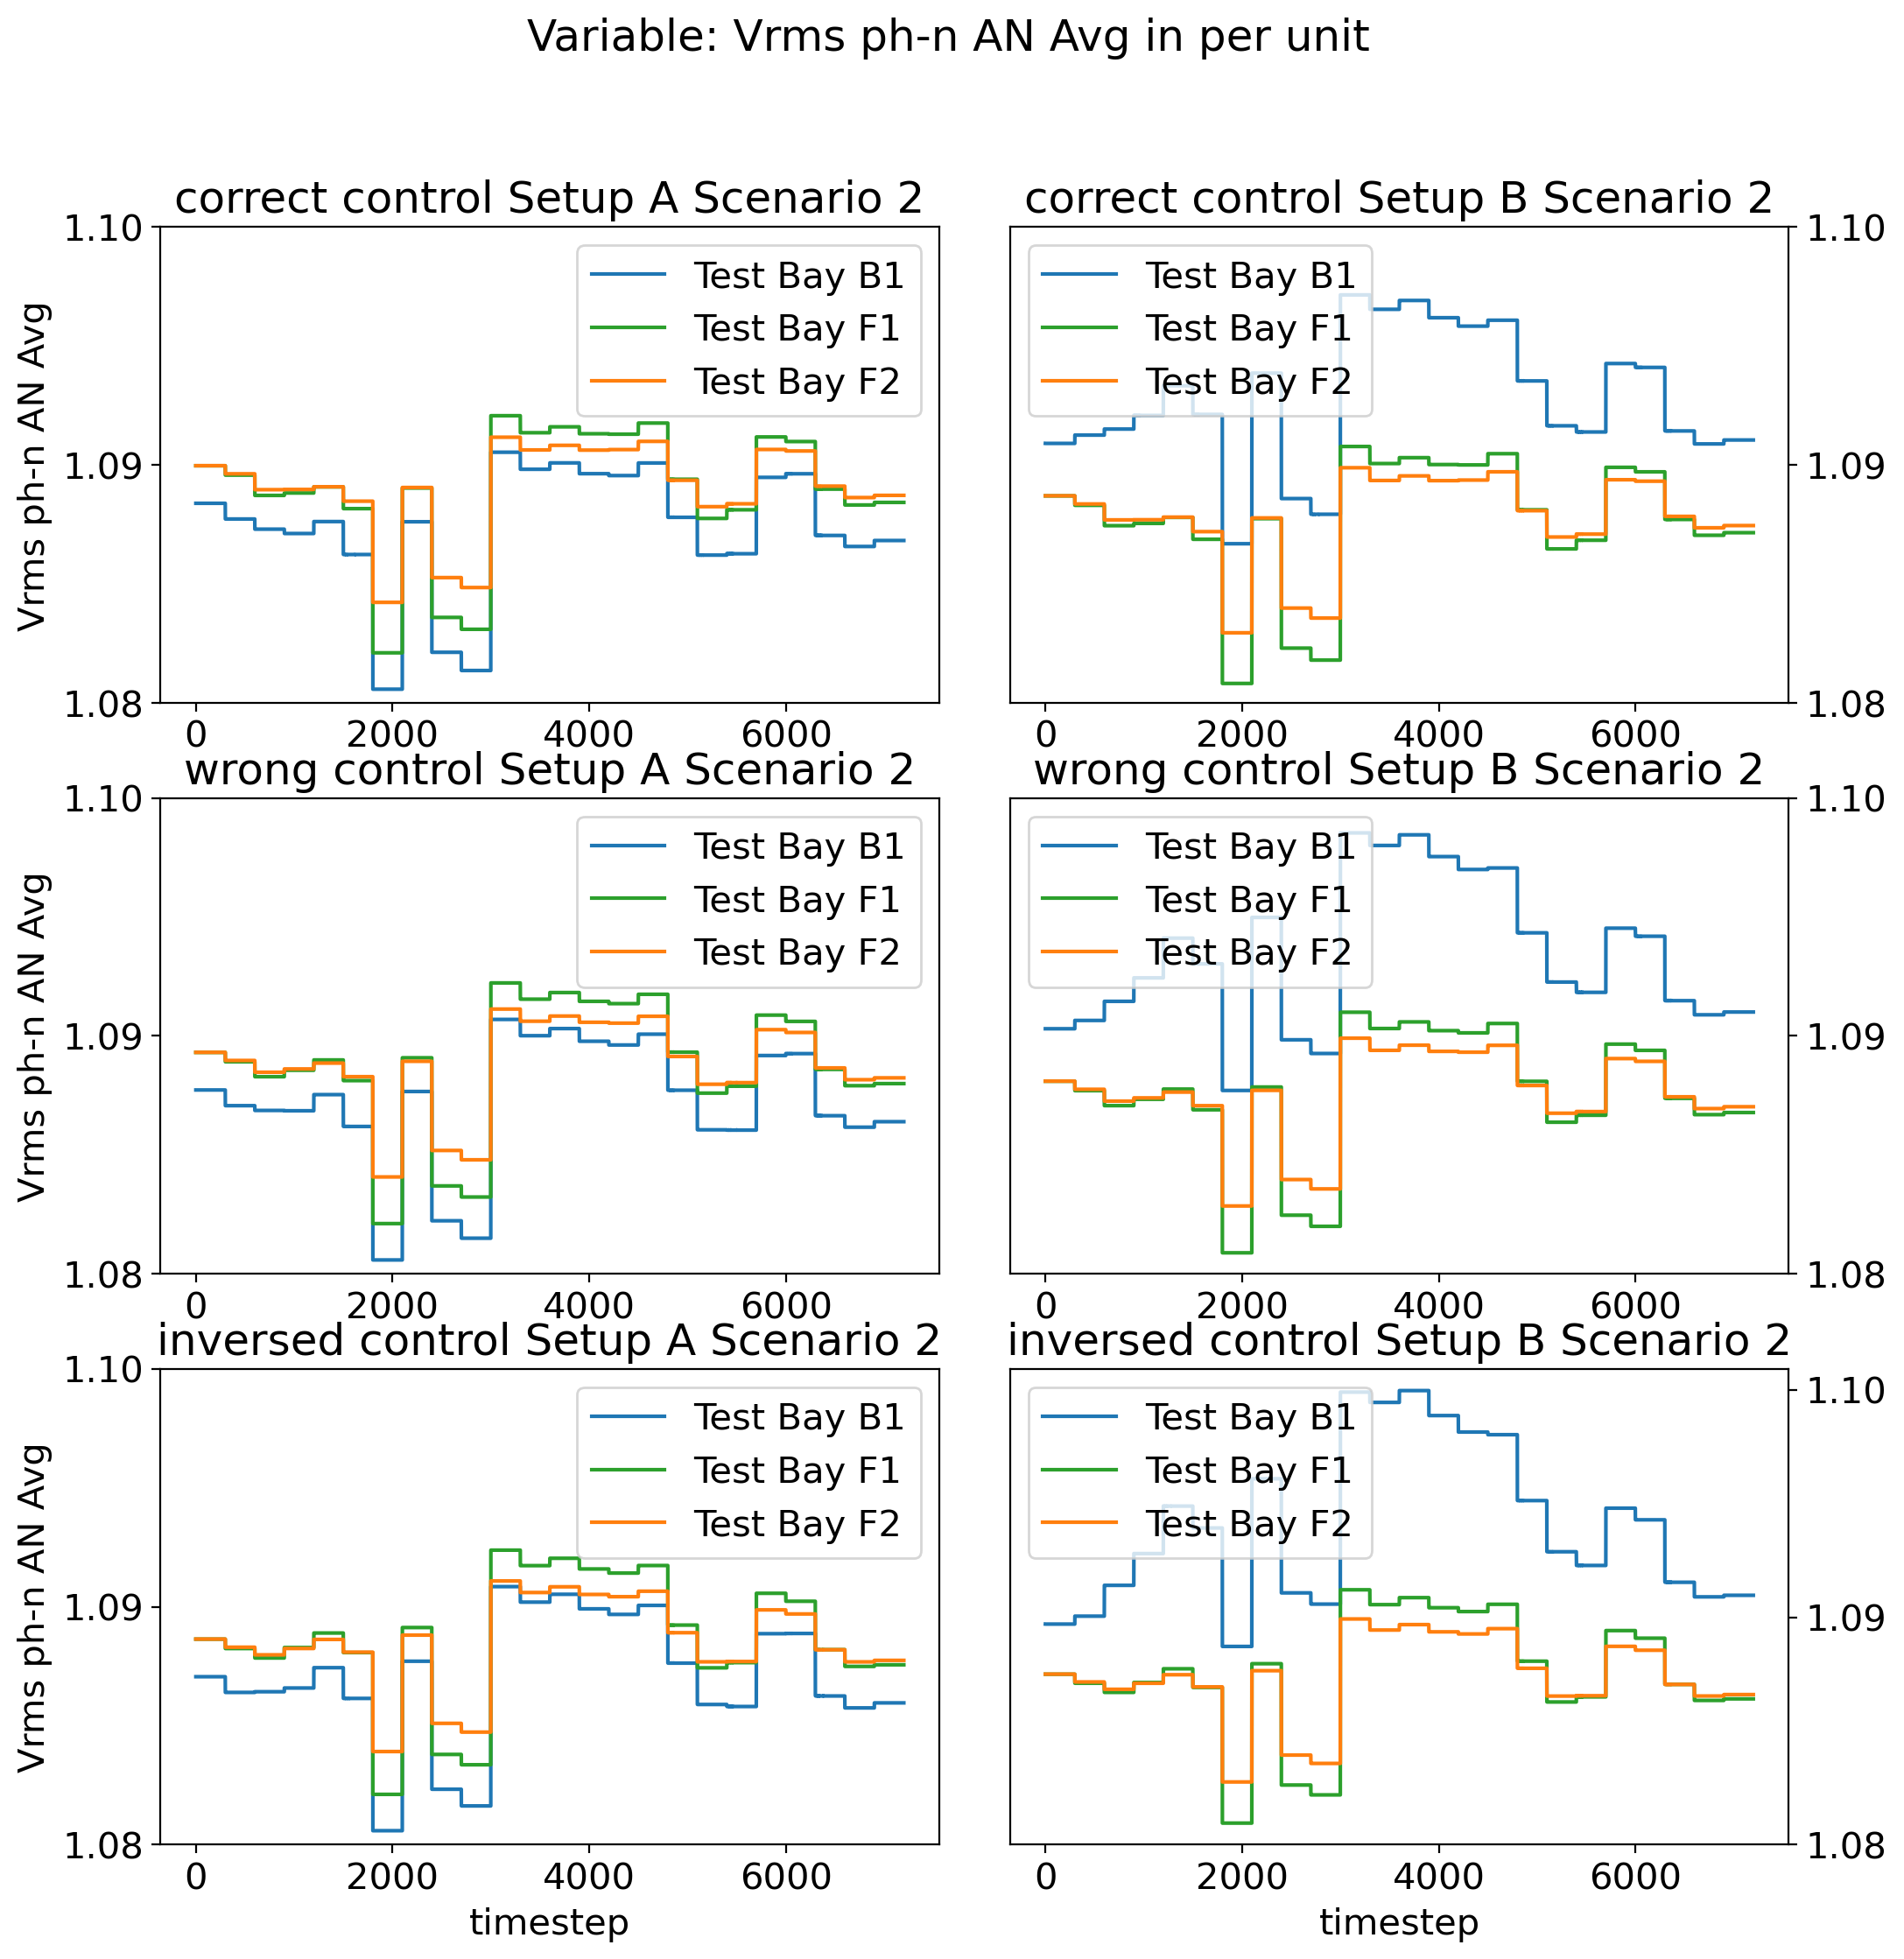 Variable: Vrms ph-n AN Avg in per unit
correct control Setup A Scenario 2
1.10
1.09
1.08
Vrms ph-n AN Avg
Test Bay B1
Test Bay F1
Test Bay F2
0 2000 4000 6000
correct control Setup B Scenario 2
Test Bay B1
Test Bay F1
Test Bay F2
1.10
1.09
1.08
0 2000 4000 6000
wrong control Setup A Scenario 2
1.10
1.09
1.08
Vrms ph-n AN Avg
Test Bay B1
Test Bay F1
Test Bay F2
0 2000 4000 6000
wrong control Setup B Scenario 2
Test Bay B1
Test Bay F1
Test Bay F2
1.10
1.09
1.08
0 2000 4000 6000
inversed control Setup A Scenario 2
1.10
1.09
1.08
Vrms ph-n AN Avg
Test Bay B1
Test Bay F1
Test Bay F2
0 2000 4000 6000
timestep
inversed control Setup B Scenario 2
Test Bay B1
Test Bay F1
Test Bay F2
1.10
1.09
1.08
0 2000 4000 6000
timestep